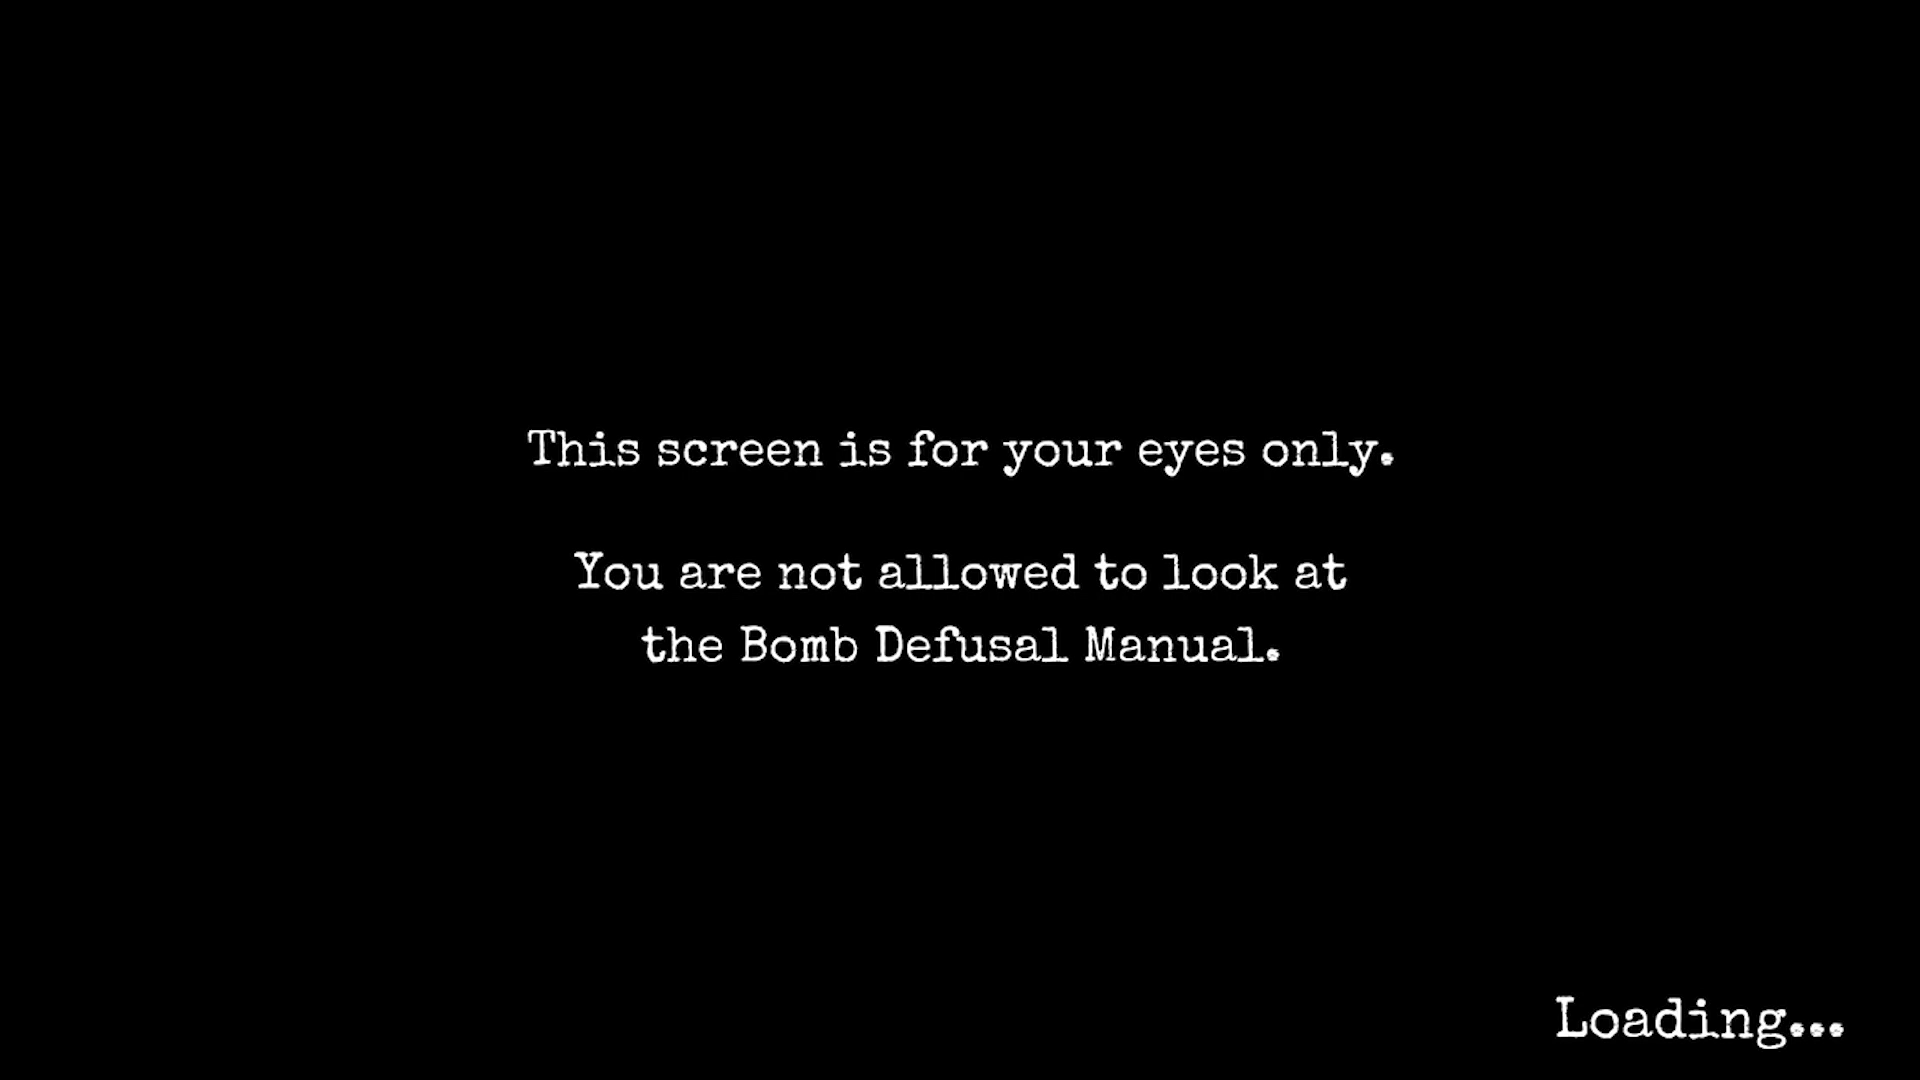 This screen is for your eyes only.
You are not allowed to look at
the Bomb Defusal Manual.
Loading...